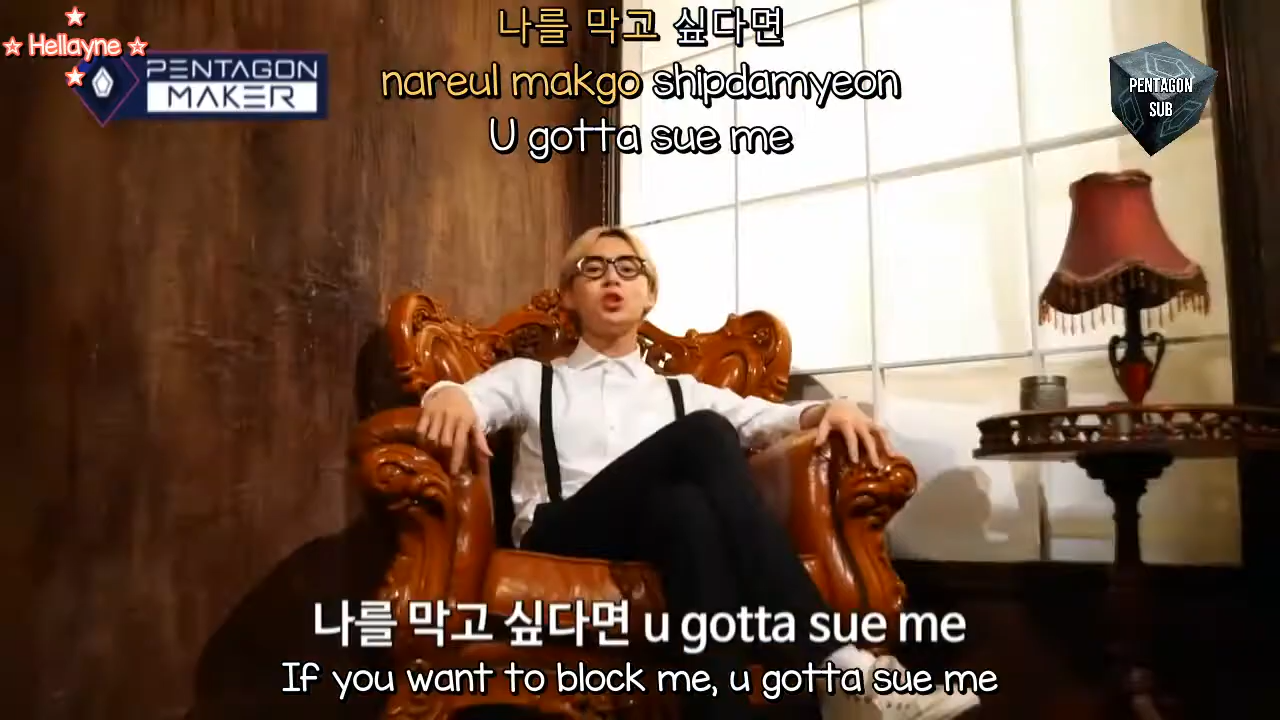 나를 막고 싶다면
nareul makgo shipdamyeon
U gotta sue me
☆ Hellayne ☆
PENTAGON
MAKER
PENTAGON
SUB
나를 막고 싶다면 u gotta sue me
If you want to block me, u gotta sue me